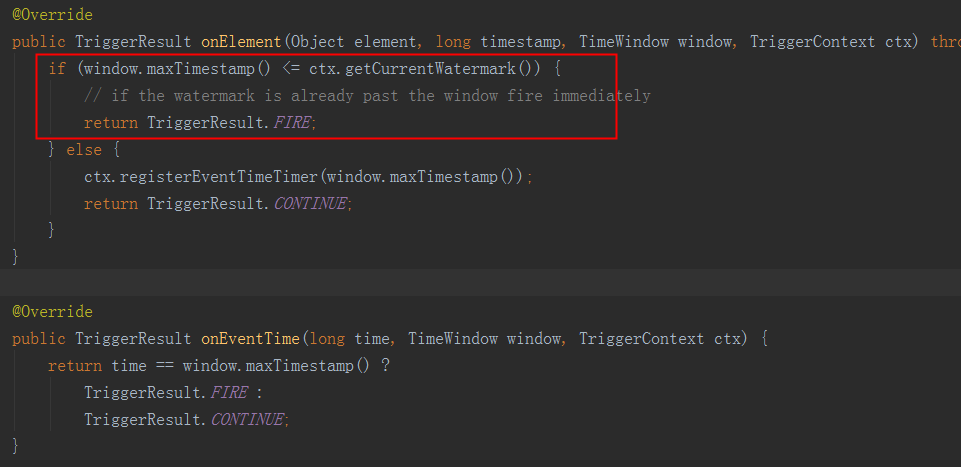 @Override
public TriggerResult onElement(Object element, long timestamp, TimeWindow window, TriggerContext ctx) thro
if (window.maxTimestamp() <= ctx.getCurrentWatermark()) {
// if the watermark is already past the window fire immediately
return TriggerResult.FIRE;
} else {
ctx.registerEventTimeTimer(window.maxTimestamp());
return TriggerResult.CONTINUE;
}
}
@Override
public TriggerResult onEventTime(long time, TimeWindow window, TriggerContext ctx) {
return time == window.maxTimestamp() ?
TriggerResult.FIRE :
TriggerResult.CONTINUE;
}